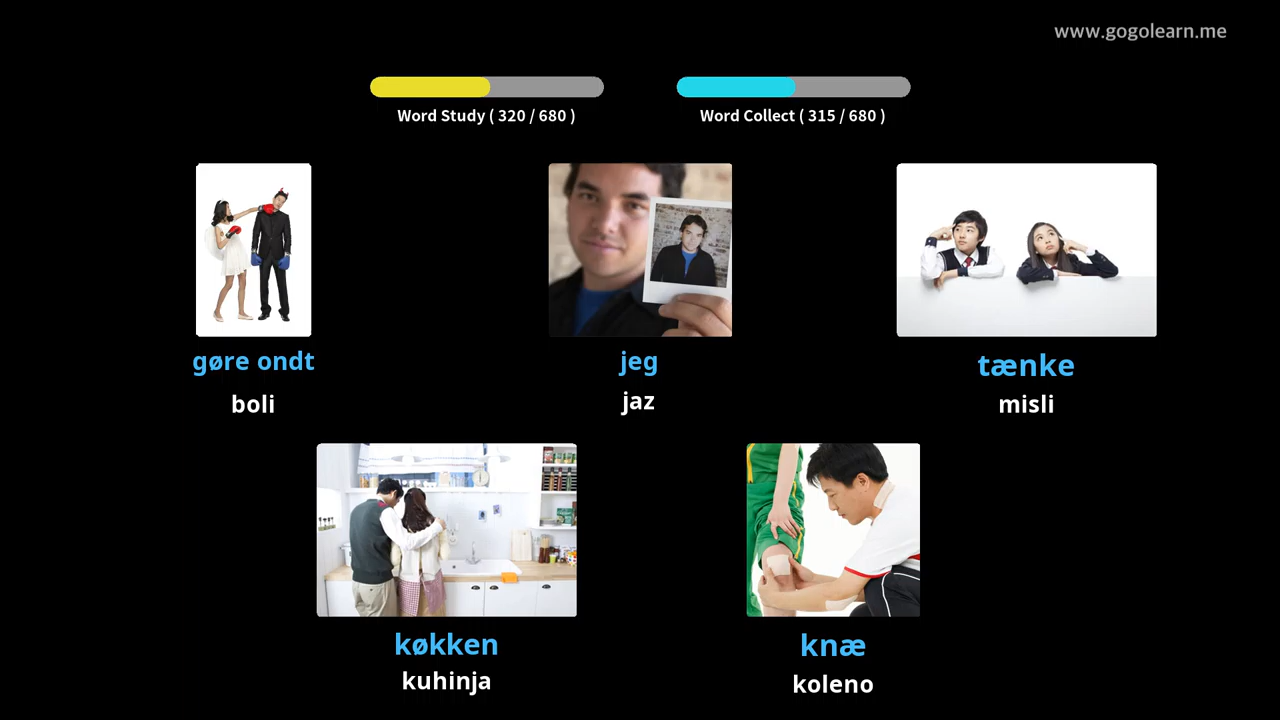 www.gogolearn.me
Word Study ( 320 / 680 )
Word Collect ( 315 / 680 )
gøre ondt
boli
jeg
jaz
tænke
misli
køkken
kuhinja
knæ
koleno